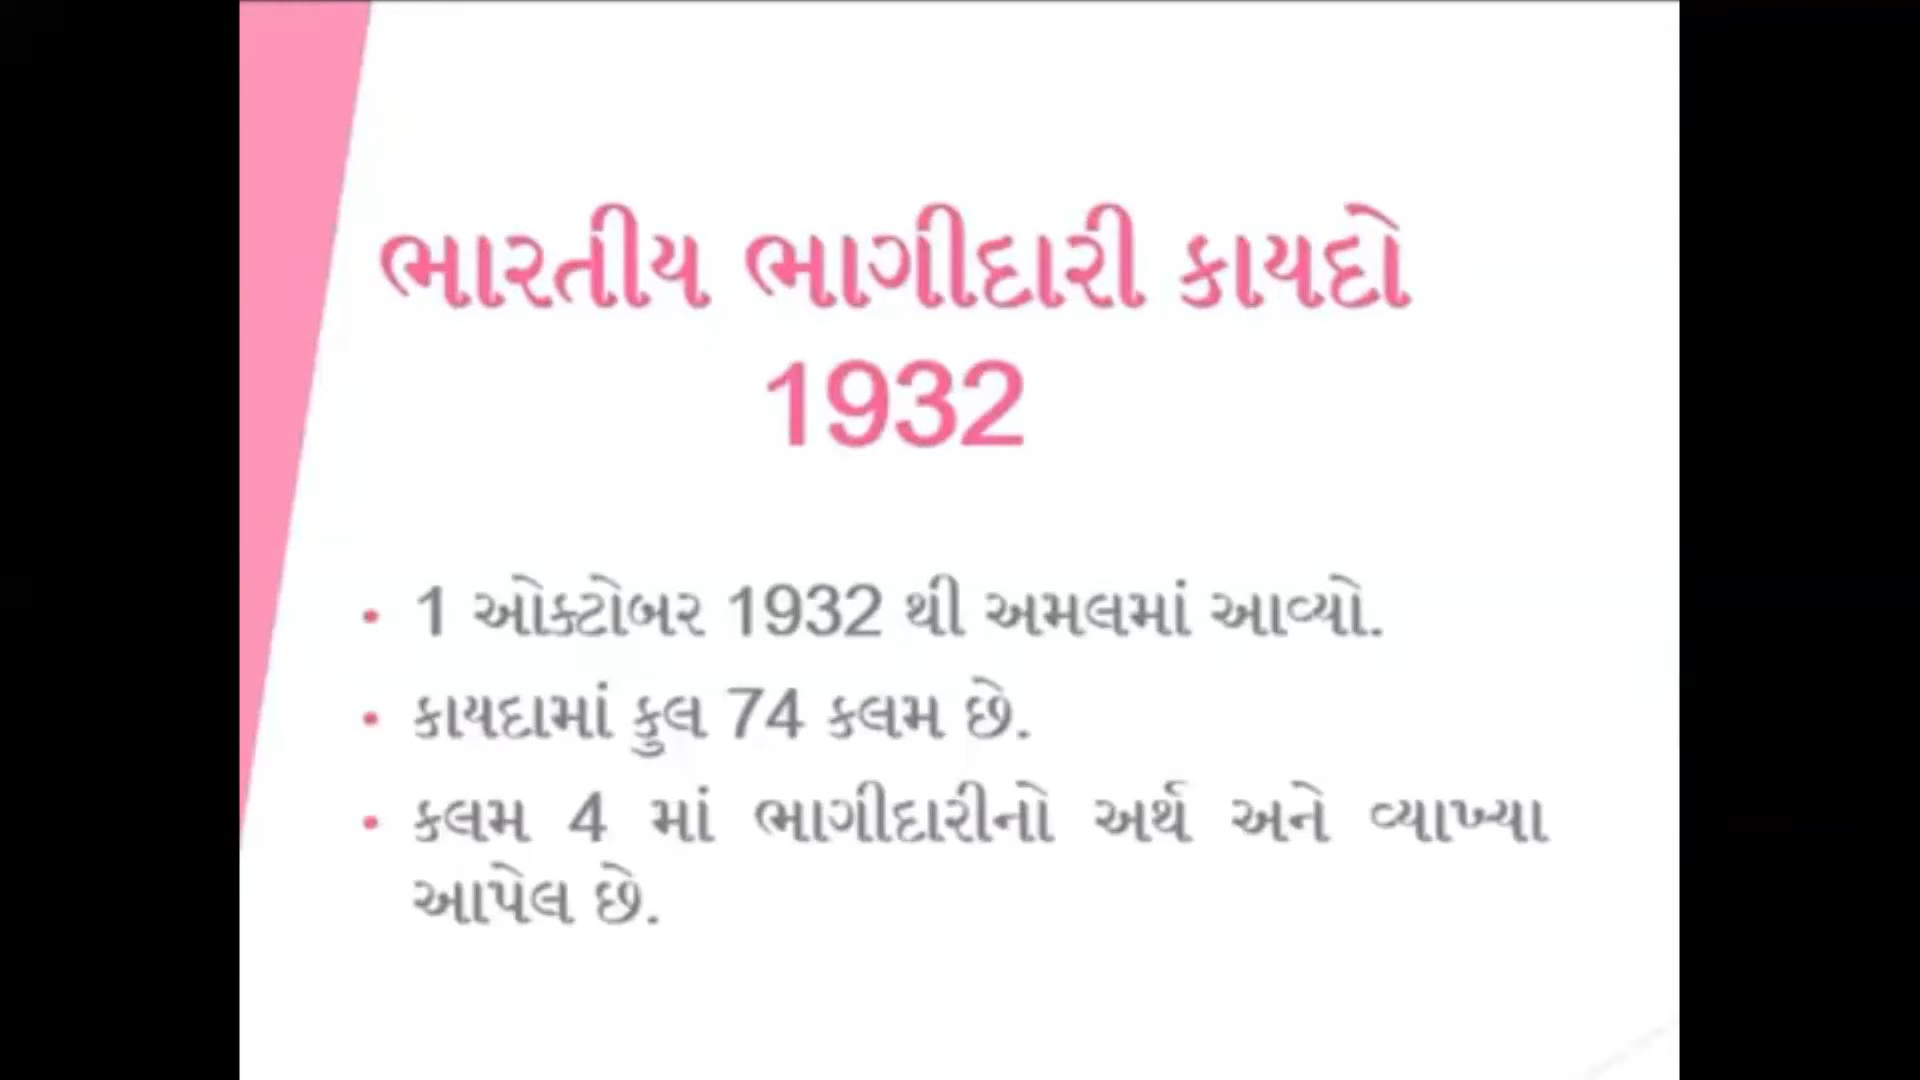 ભારતીય ભાગીદારી કાયદો
1932
• 1 ઓક્ટોબર 1932 થી અમલમાં આવ્યો.
• કાયદામાં કુલ 74 કલમ છે.
• કલમ 4 માં ભાગીદારીનો અર્થ અને વ્યાખ્યા
આપેલ છે.